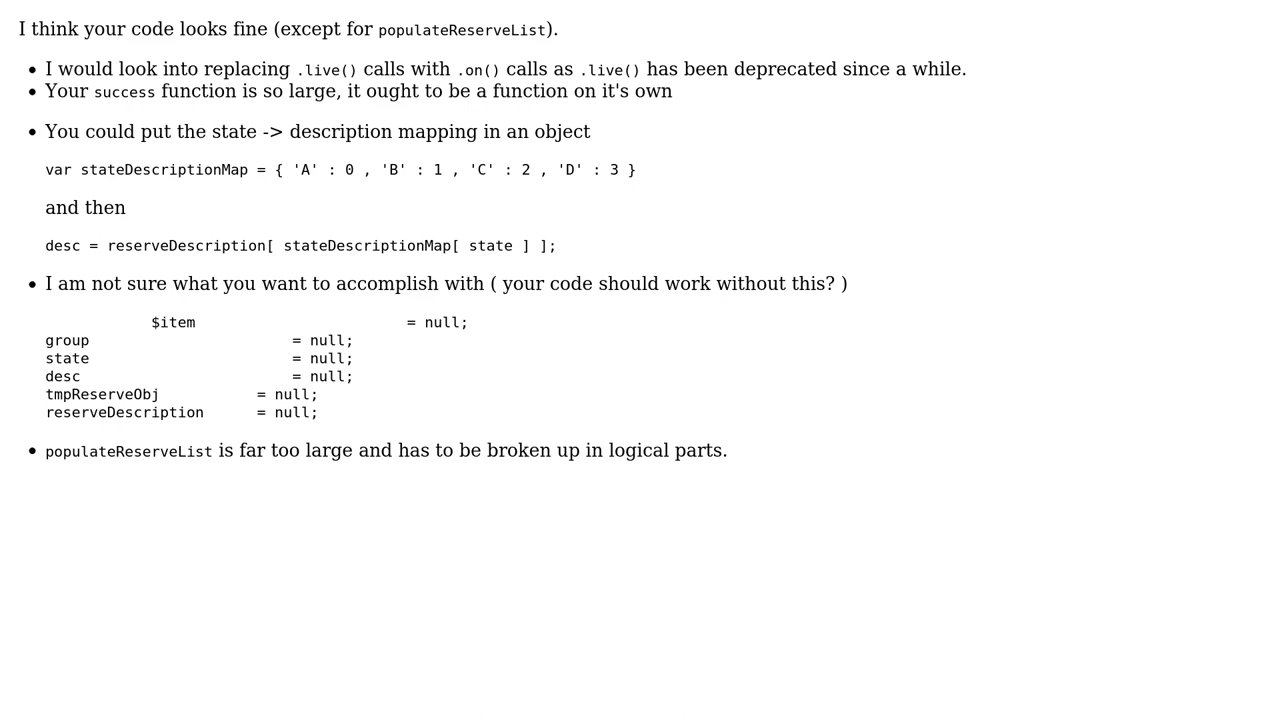 I think your code looks fine (except for populateReserveList).
• I would look into replacing .live() calls with .on() calls as .live() has been deprecated since a while.
• Your success function is so large, it ought to be a function on it's own
• You could put the state -> description mapping in an object
var stateDescriptionMap = { 'A' : 0 , 'B' : 1 , 'C' : 2 , 'D' : 3 }
and then
desc = reserveDescription[ stateDescriptionMap[ state ] ];
• I am not sure what you want to accomplish with ( your code should work without this? )
            $item                        = null;
group                       = null;
state                       = null;
desc                        = null;
tmpReserveObj           = null;
reserveDescription      = null;
• populateReserveList is far too large and has to be broken up in logical parts.